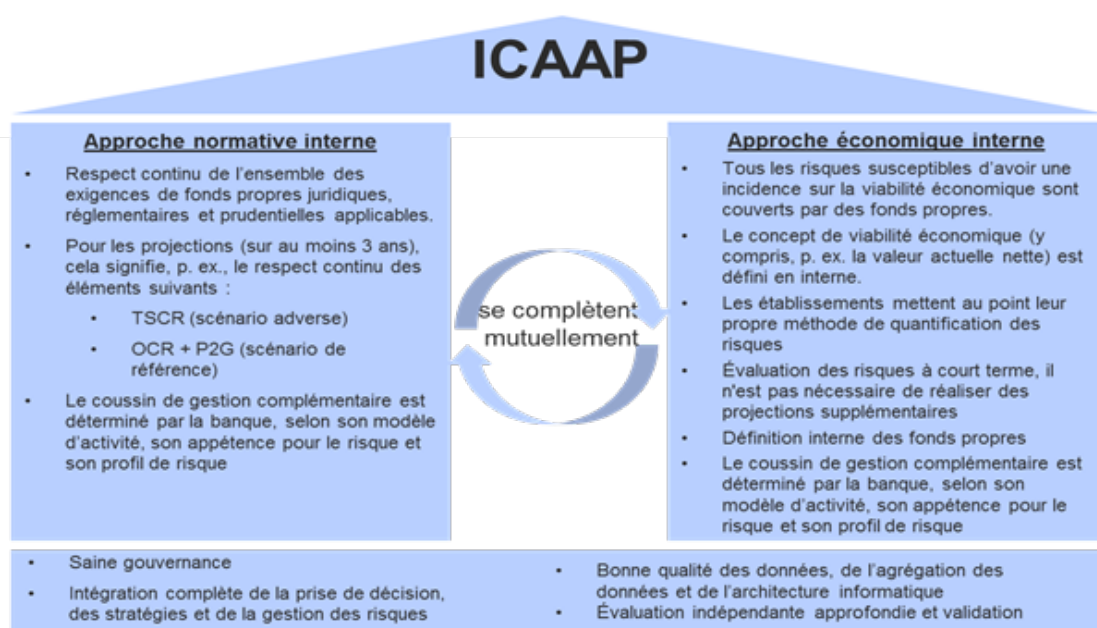 ICAAP
Approche normative interne
• Respect continu de l'ensemble des
exigences de fonds propres juridiques,
réglementaires et prudentielles applicables.
• Pour les projections (sur au moins 3 ans),
cela signifie, p. ex., le respect continu des
éléments suivants :
• TSCR (scénario adverse)
• OCR + P2G (scénario de
référence)
• Le coussin de gestion complémentaire est
déterminé par la banque, selon son modèle
d'activité, son appétence pour le risque et
son profil de risque
se complètent
mutuellement
Approche économique interne
• Tous les risques susceptibles d'avoir une
incidence sur la viabilité économique sont
couverts par des fonds propres.
• Le concept de viabilité économique (y
compris, p. ex. la valeur actuelle nette) est
défini en interne.
• Les établissements mettent au point leur
propre méthode de quantification des
risques
• Évaluation des risques à court terme, il
n'est pas nécessaire de réaliser des
projections supplémentaires
• Définition interne des fonds propres
• Le coussin de gestion complémentaire est
déterminé par la banque, selon son
modèle d'activité, son appétence pour le
risque et son profil de risque
• Saine gouvernance
• Intégration complète de la prise de décision,
des stratégies et de la gestion des risques
• Bonne qualité des données, de l'agrégation des
données et de l'architecture informatique
• Évaluation indépendante approfondie et validation